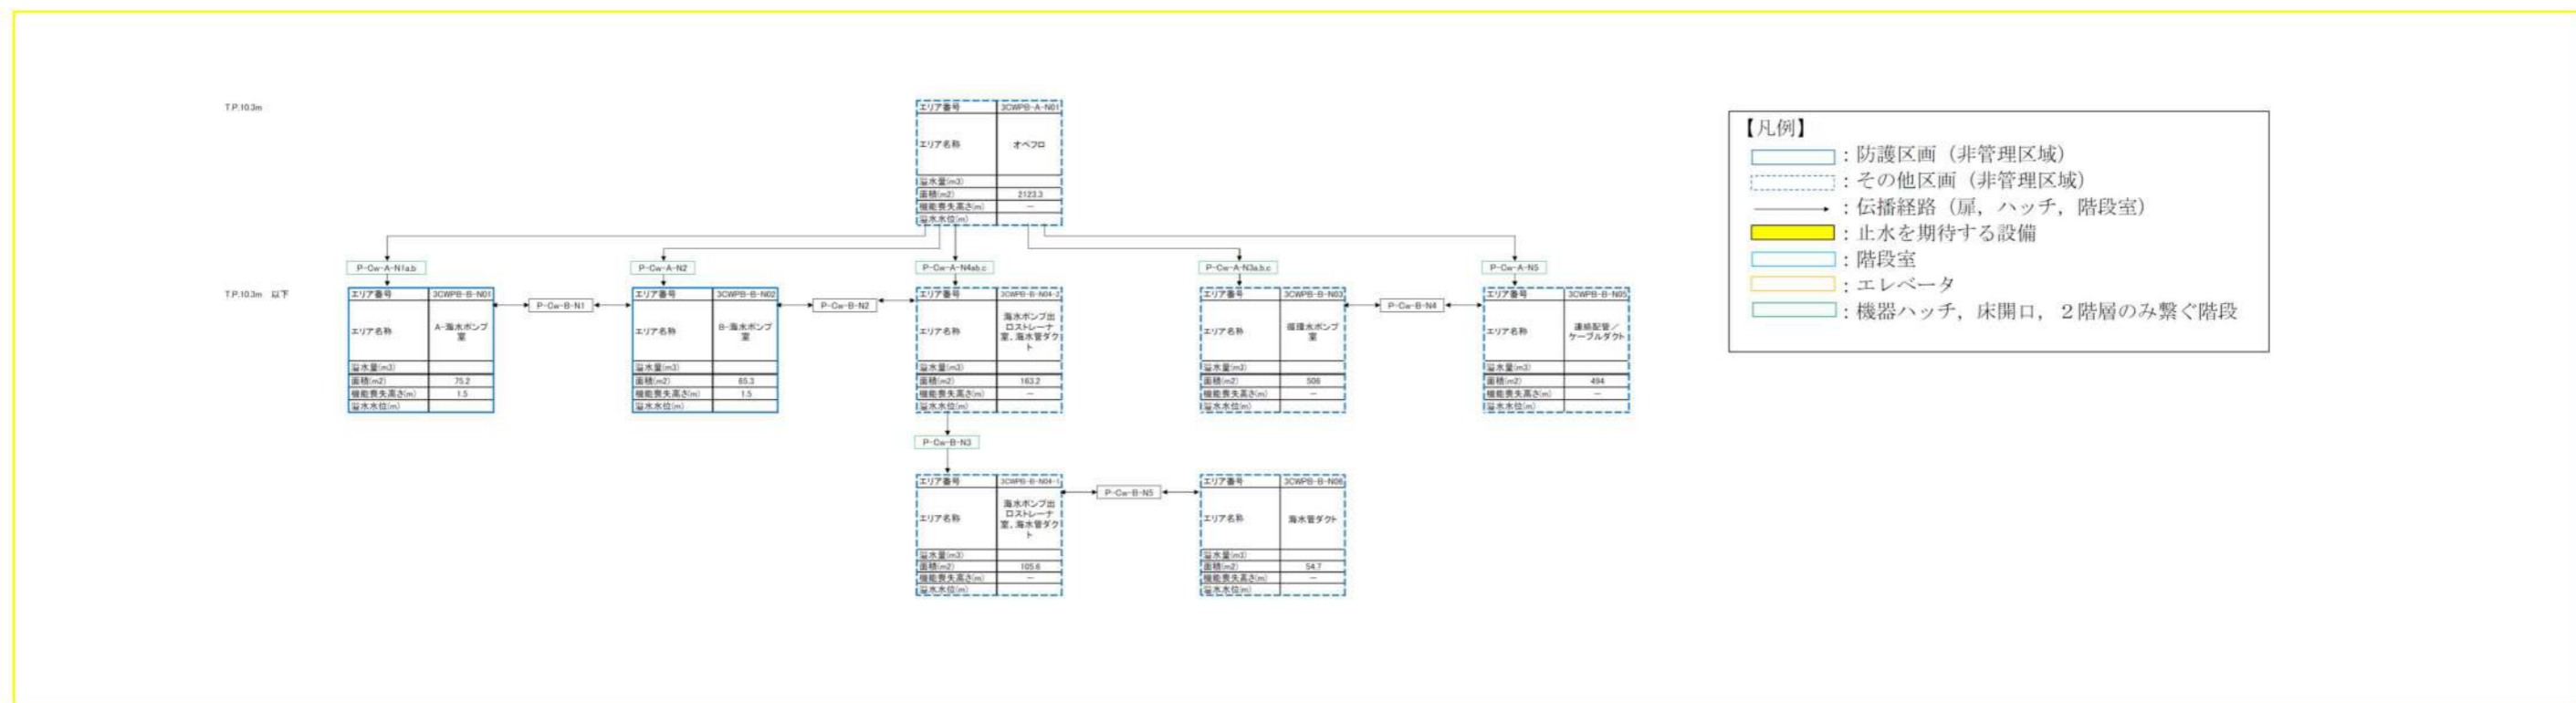 T.P.10.3m
エリア番号 3CWPB-A-N01
エリア名称 オペフロ
溢水量(m3)
面積(m2) 2123.3
機能喪失高さ(m) －
溢水水位(m)
【凡例】
：防護区画（非管理区域）
：その他区画（非管理区域）
：伝播経路（扉，ハッチ，階段室）
：止水を期待する設備
：階段室
：エレベータ
：機器ハッチ，床開口，２階層のみ繋ぐ階段
P-Cw-A-N1a,b
P-Cw-A-N2
P-Cw-A-N4ab,c
P-Cw-A-N3a,b,c
P-Cw-A-N5
T.P.10.3m 以下
エリア番号 3CWPB-B-N01
エリア名称
A-海水ポンプ
室
溢水量(m3)
面積(m2) 75.2
機能喪失高さ(m) 1.5
溢水水位(m)
P-Cw-B-N1
エリア番号 3CWPB-B-N02
エリア名称
B-海水ポンプ
室
溢水量(m3)
面積(m2) 65.3
機能喪失高さ(m) 1.5
溢水水位(m)
P-Cw-B-N2
エリア番号 3CWPB-B-N04-2
エリア名称
海水ポンプ出
ロストレーナ
室、海水管ダク
ト
溢水量(m3)
面積(m2) 163.2
機能喪失高さ(m) －
溢水水位(m)
エリア番号 3CWPB-B-N03
エリア名称
循環水ポンプ
室
溢水量(m3)
面積(m2) 506
機能喪失高さ(m) －
溢水水位(m)
P-Cw-B-N4
エリア番号 3CWPB-B-N05
エリア名称
連絡配管／
ケーブルダクト
溢水量(m3)
面積(m2) 494
機能喪失高さ(m) －
溢水水位(m)
P-Cw-B-N3
エリア番号 3CWPB-B-N04-1
エリア名称
海水ポンプ出
ロストレーナ
室、海水管ダク
ト
溢水量(m3)
面積(m2) 105.6
機能喪失高さ(m) －
溢水水位(m)
P-Cw-B-N5
エリア番号 3CWPB-B-N06
エリア名称 海水管ダクト
溢水量(m3)
面積(m2) 54.7
機能喪失高さ(m) －
溢水水位(m)